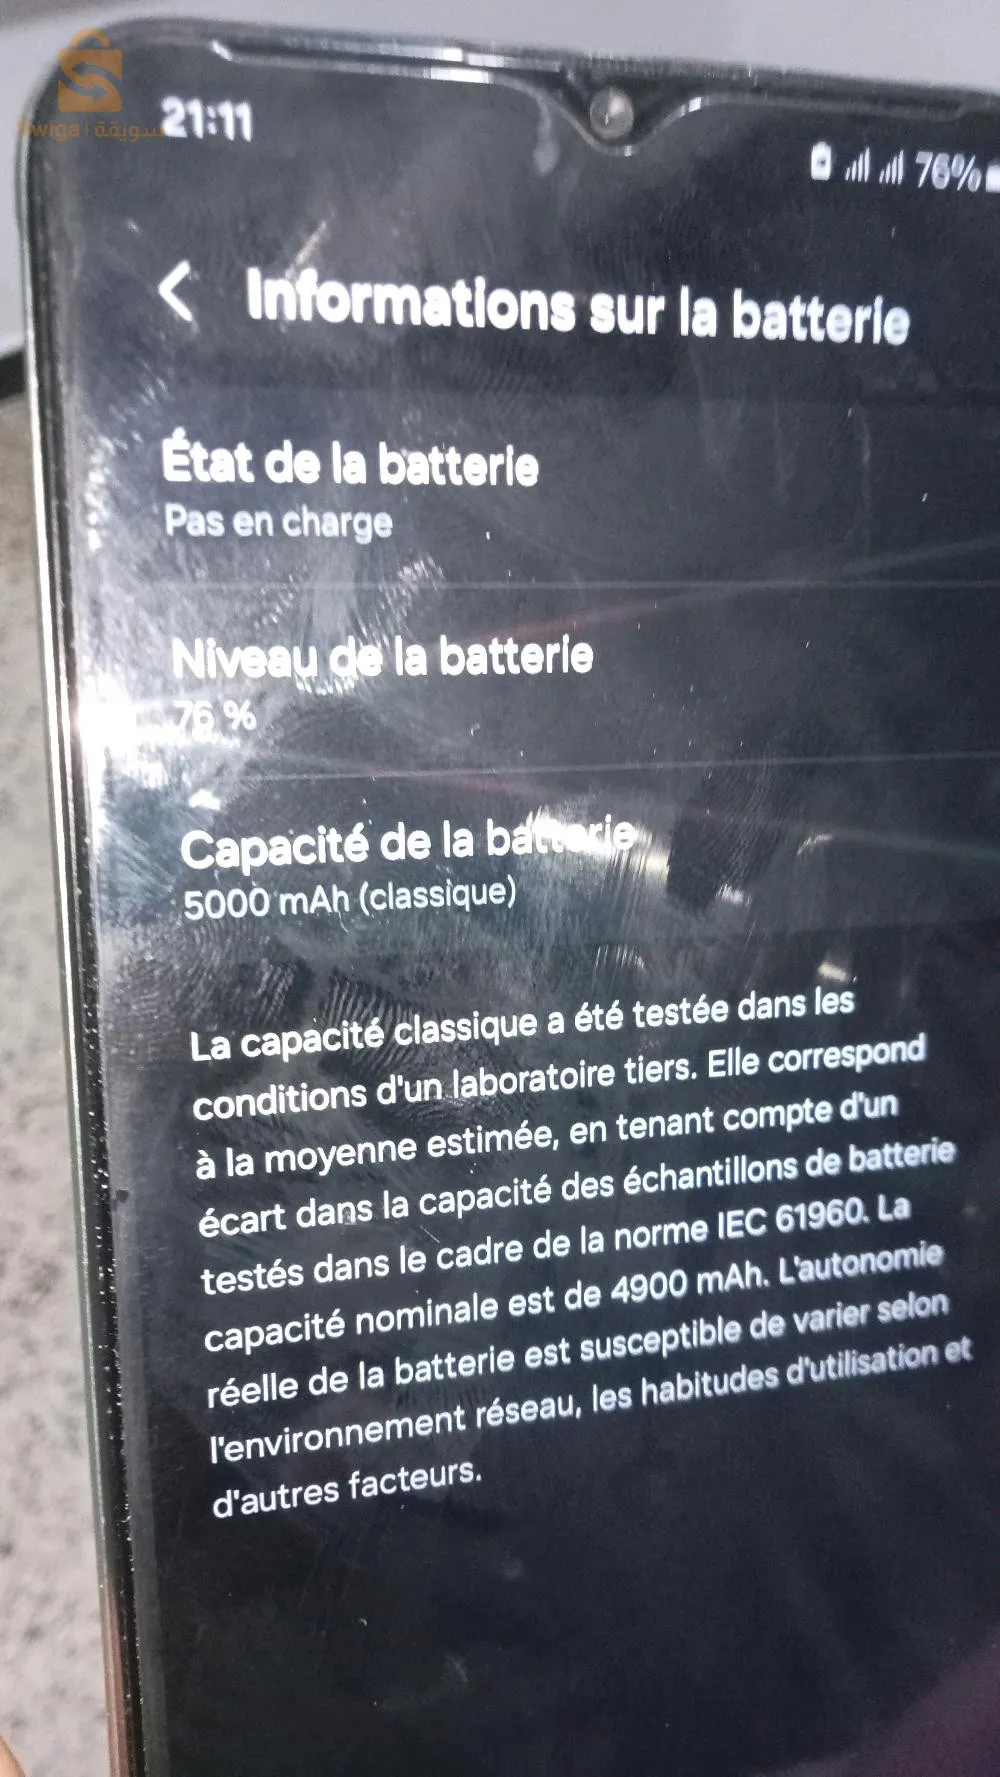 Swiga | سويقة
21:11
76%
Informations sur la batterie
État de la batterie
Pas en charge
Niveau de la batterie
76 %
Capacité de la batterie
5000 mAh (classique)
La capacité classique a été testée dans les
conditions d'un laboratoire tiers. Elle correspond
à la moyenne estimée, en tenant compte d'un
écart dans la capacité des échantillons de batterie
testés dans le cadre de la norme IEC 61960. La
capacité nominale est de 4900 mAh. L'autonomie
réelle de la batterie est susceptible de varier selon
l'environnement réseau, les habitudes d'utilisation et
d'autres facteurs.